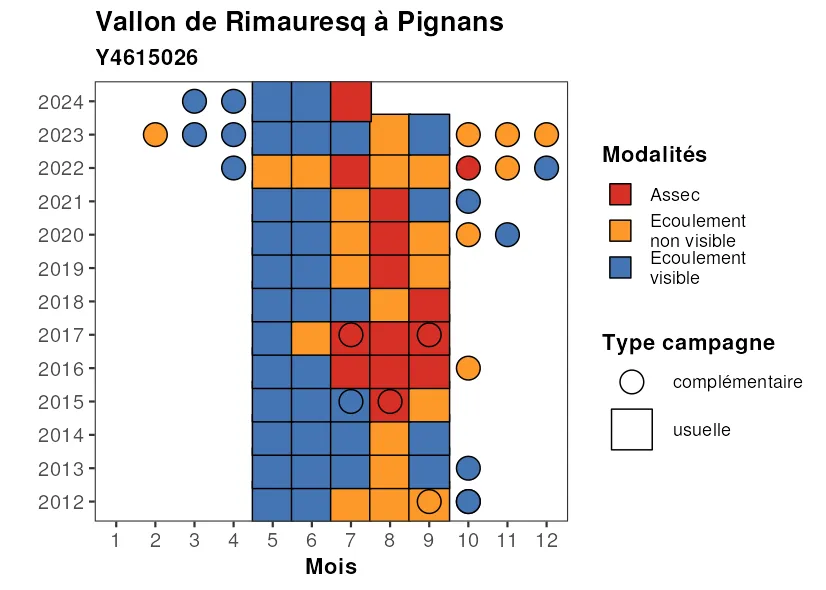 Vallon de Rimauresq à Pignans
Y4615026
2024
2023
2022
2021
2020
2019
2018
2017
2016
2015
2014
2013
2012
1 2 3 4 5 6 7 8 9 10 11 12
Mois
Modalités
Assec
Ecoulement
non visible
Ecoulement
visible
Type campagne
complémentaire
usuelle